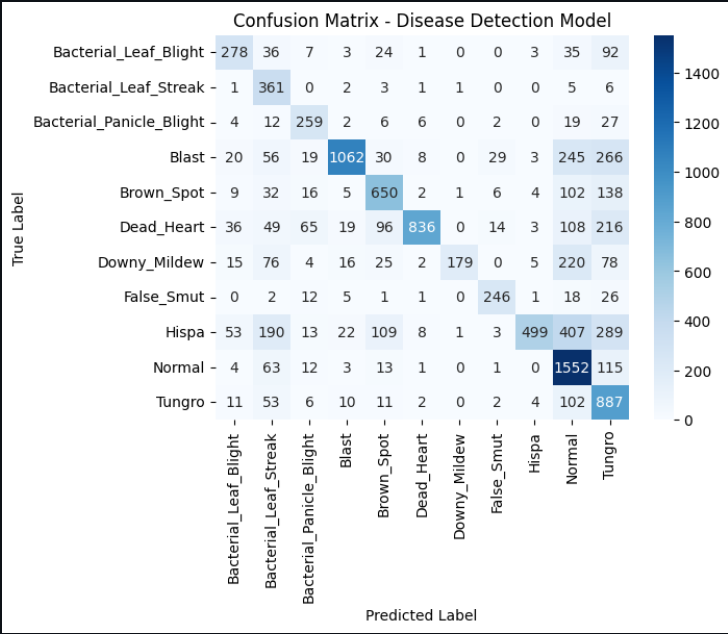 Confusion Matrix - Disease Detection Model
Bacterial_Leaf_Blight 278 36 7 3 24 1 0 0 3 35 92
Bacterial_Leaf_Streak 1 361 0 2 3 1 1 0 0 5 6
Bacterial_Panicle_Blight 4 12 259 2 6 6 0 2 0 19 27
Blast 20 56 19 1062 30 8 0 29 3 245 266
Brown_Spot 9 32 16 5 650 2 1 6 4 102 138
Dead_Heart 36 49 65 19 96 836 0 14 3 108 216
Downy_Mildew 15 76 4 16 25 2 179 0 5 220 78
False_Smut 0 2 12 5 1 1 0 246 1 18 26
Hispa 53 190 13 22 109 8 1 3 499 407 289
Normal 4 63 12 3 13 1 0 1 0 1552 115
Tungro 11 53 6 10 11 2 0 2 4 102 887
True Label
Bacterial_Leaf_Blight
Bacterial_Leaf_Streak
Bacterial_Panicle_Blight
Blast
Brown_Spot
Dead_Heart
Downy_Mildew
False_Smut
Hispa
Normal
Tungro
Predicted Label
1400
1200
1000
800
600
400
200
0